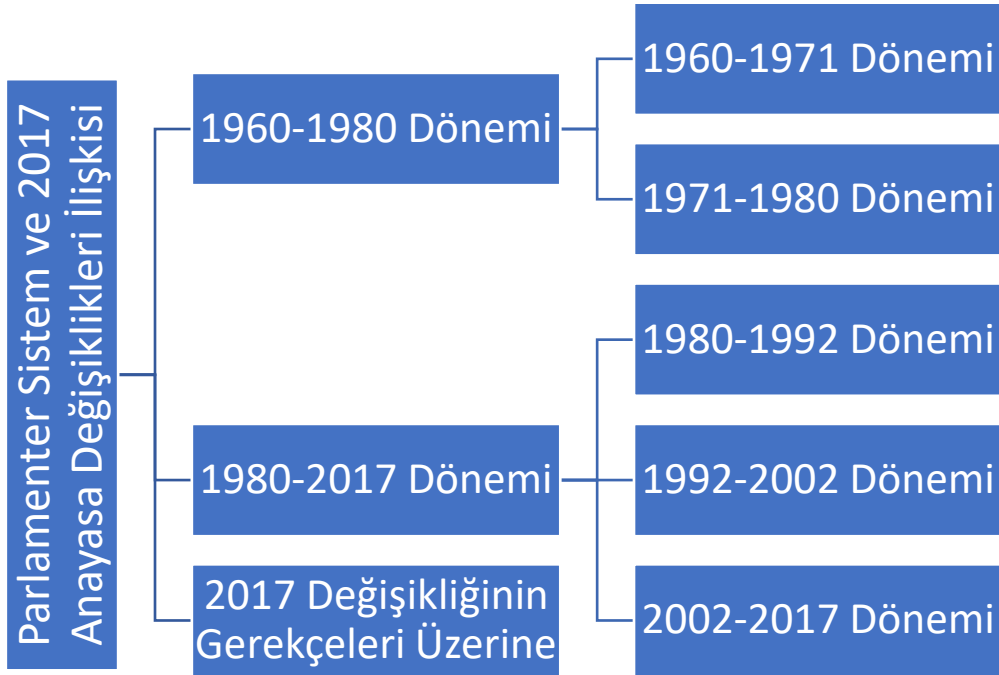 Parlamenter Sistem ve 2017
Anayasa Değişiklikleri İlişkisi
1960-1980 Dönemi
1960-1971 Dönemi
1971-1980 Dönemi
1980-2017 Dönemi
1980-1992 Dönemi
1992-2002 Dönemi
2002-2017 Dönemi
2017 Değişikliğinin
Gerekçeleri Üzerine